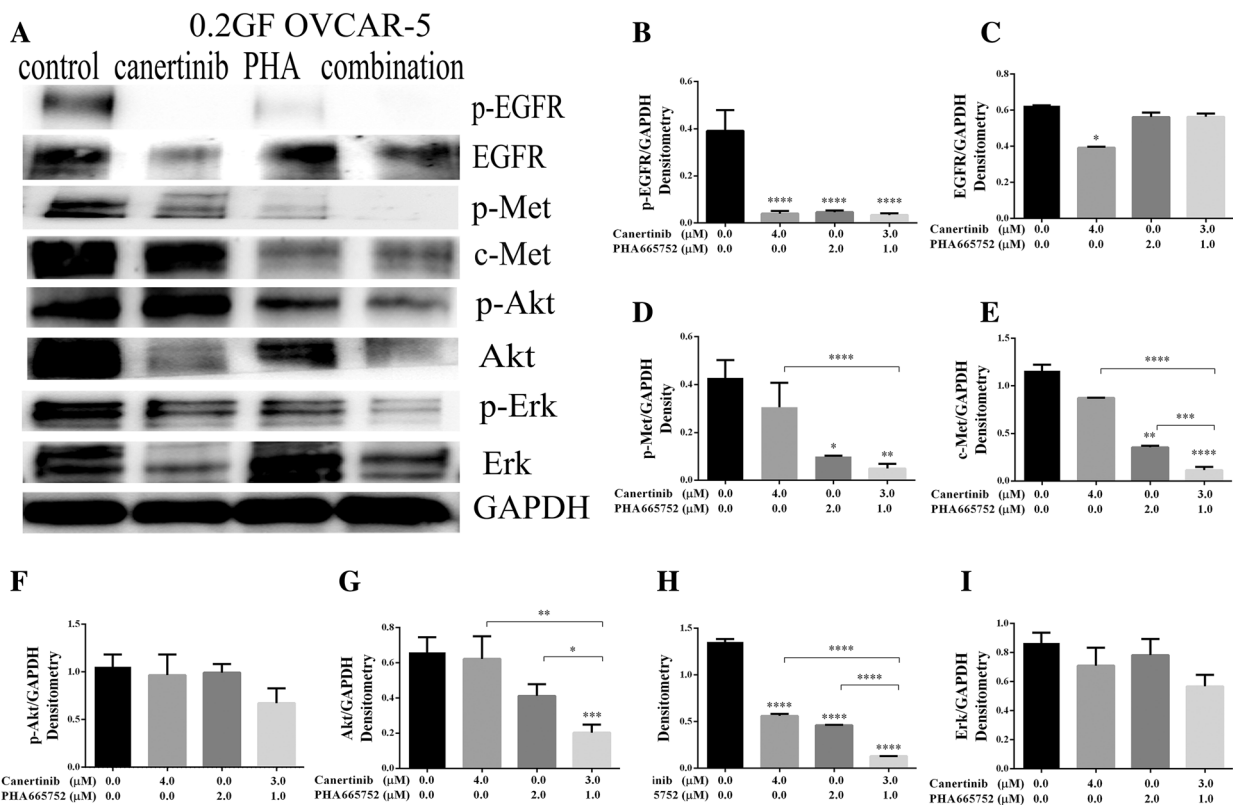 A
0.2GF OVCAR-5
control canertinib PHA combination
p-EGFR
EGFR
p-Met
c-Met
p-Akt
Akt
p-Erk
Erk
GAPDH
B
p-EGFR/GAPDH
Densitometry
0.6
0.4
0.2
0.0
**** **** ****
Canertinib (µM) 0.0 4.0 0.0 3.0
PHA665752 (µM) 0.0 0.0 2.0 1.0
C
EGFR/GAPDH
Densitometry
0.8
0.6
0.4
0.2
0.0
*
Canertinib (µM) 0.0 4.0 0.0 3.0
PHA665752 (µM) 0.0 0.0 2.0 1.0
D
p-Met/GAPDH
Density
0.6
0.4
0.2
0.0
****
* **
Canertinib (µM) 0.0 4.0 0.0 3.0
PHA665752 (µM) 0.0 0.0 2.0 1.0
E
c-Met/GAPDH
Densitometry
1.5
1.0
0.5
0.0
****
***
** ****
Canertinib (µM) 0.0 4.0 0.0 3.0
PHA665752 (µM) 0.0 0.0 2.0 1.0
F
p-Akt/GAPDH
Densitometry
1.5
1.0
0.5
0.0
Canertinib (µM) 0.0 4.0 0.0 3.0
PHA665752 (µM) 0.0 0.0 2.0 1.0
G
Akt/GAPDH
Densitometry
0.8
0.6
0.4
0.2
0.0
**
*
***
Canertinib (µM) 0.0 4.0 0.0 3.0
PHA665752 (µM) 0.0 0.0 2.0 1.0
H
Densitometry
1.5
1.0
0.5
0.0
****
****
**** **** ****
inib (µM) 0.0 4.0 0.0 3.0
5752 (µM) 0.0 0.0 2.0 1.0
I
Erk/GAPDH
Densitometry
1.0
0.8
0.6
0.4
0.2
0.0
Canertinib (µM) 0.0 4.0 0.0 3.0
PHA665752 (µM) 0.0 0.0 2.0 1.0